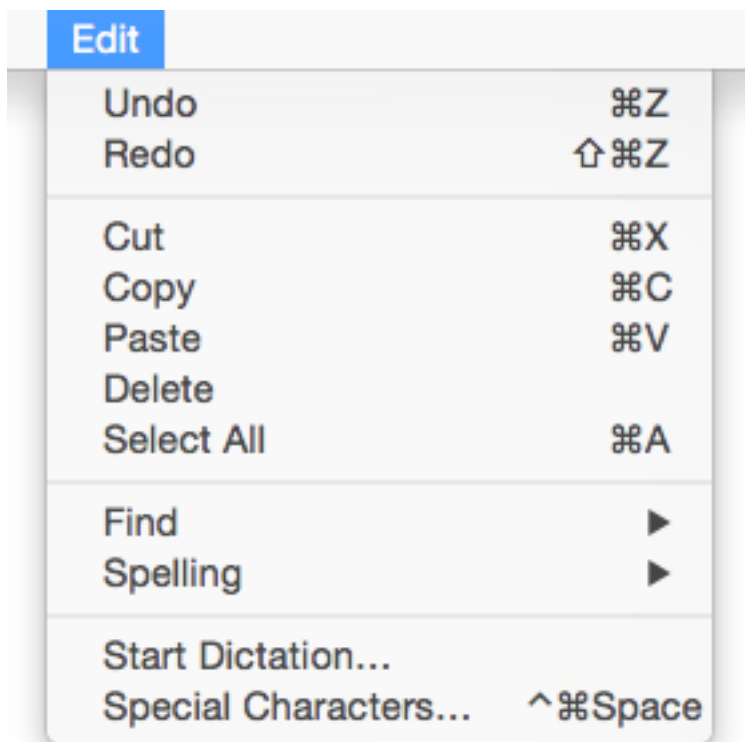 Edit
Undo ⌘Z
Redo ⇧⌘Z
Cut ⌘X
Copy ⌘C
Paste ⌘V
Delete
Select All ⌘A
Find ▶
Spelling ▶
Start Dictation...
Special Characters... ^⌘Space